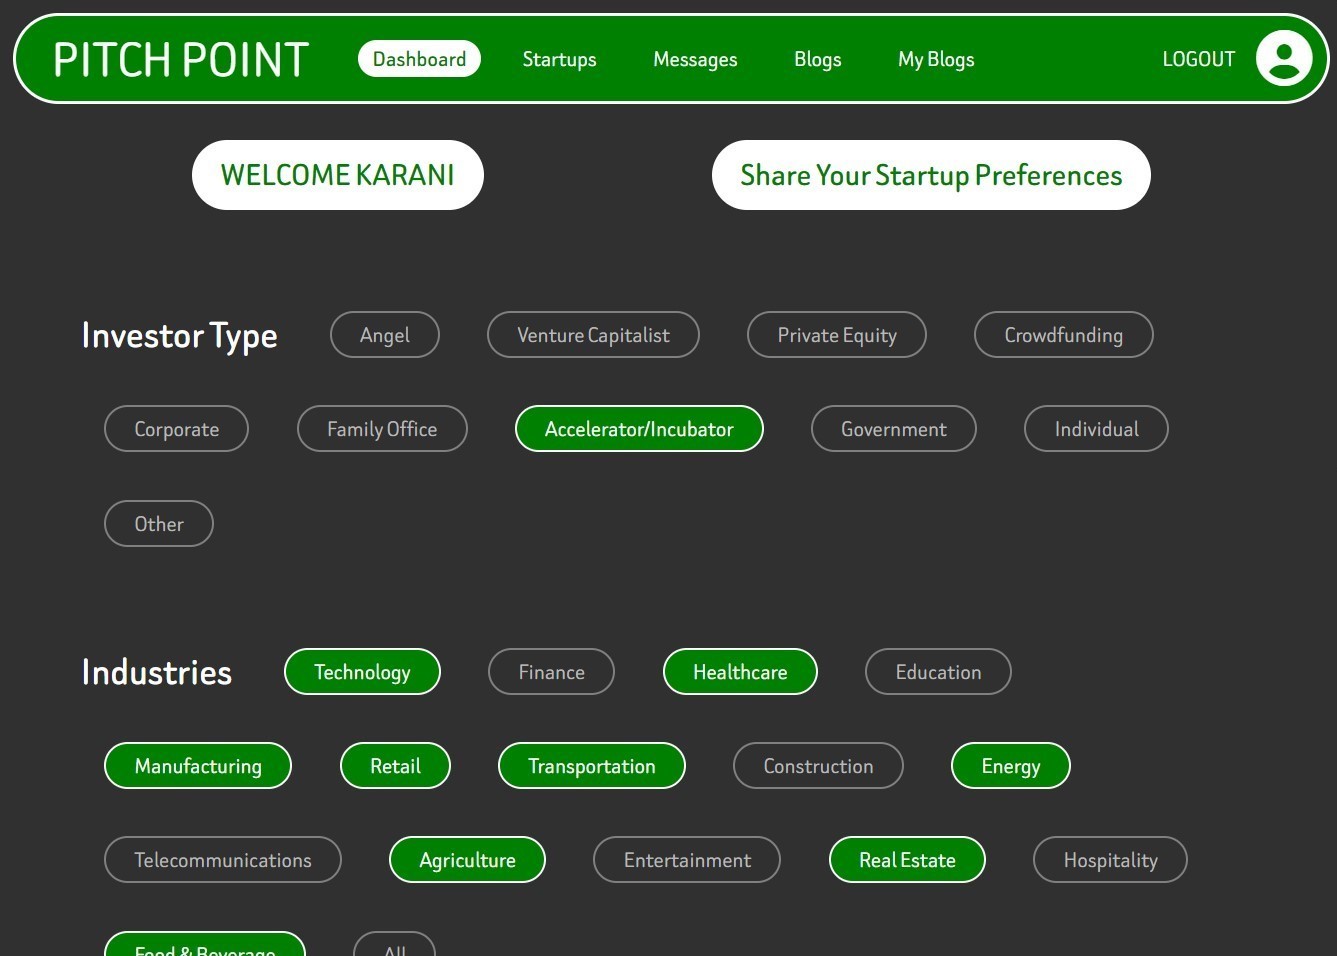 PITCH POINT Dashboard Startups Messages Blogs My Blogs LOGOUT
WELCOME KARANI Share Your Startup Preferences
Investor Type Angel Venture Capitalist Private Equity Crowdfunding
Corporate Family Office Accelerator/Incubator Government Individual
Other
Industries Technology Finance Healthcare Education
Manufacturing Retail Transportation Construction Energy
Telecommunications Agriculture Entertainment Real Estate Hospitality
Food & Beverage All